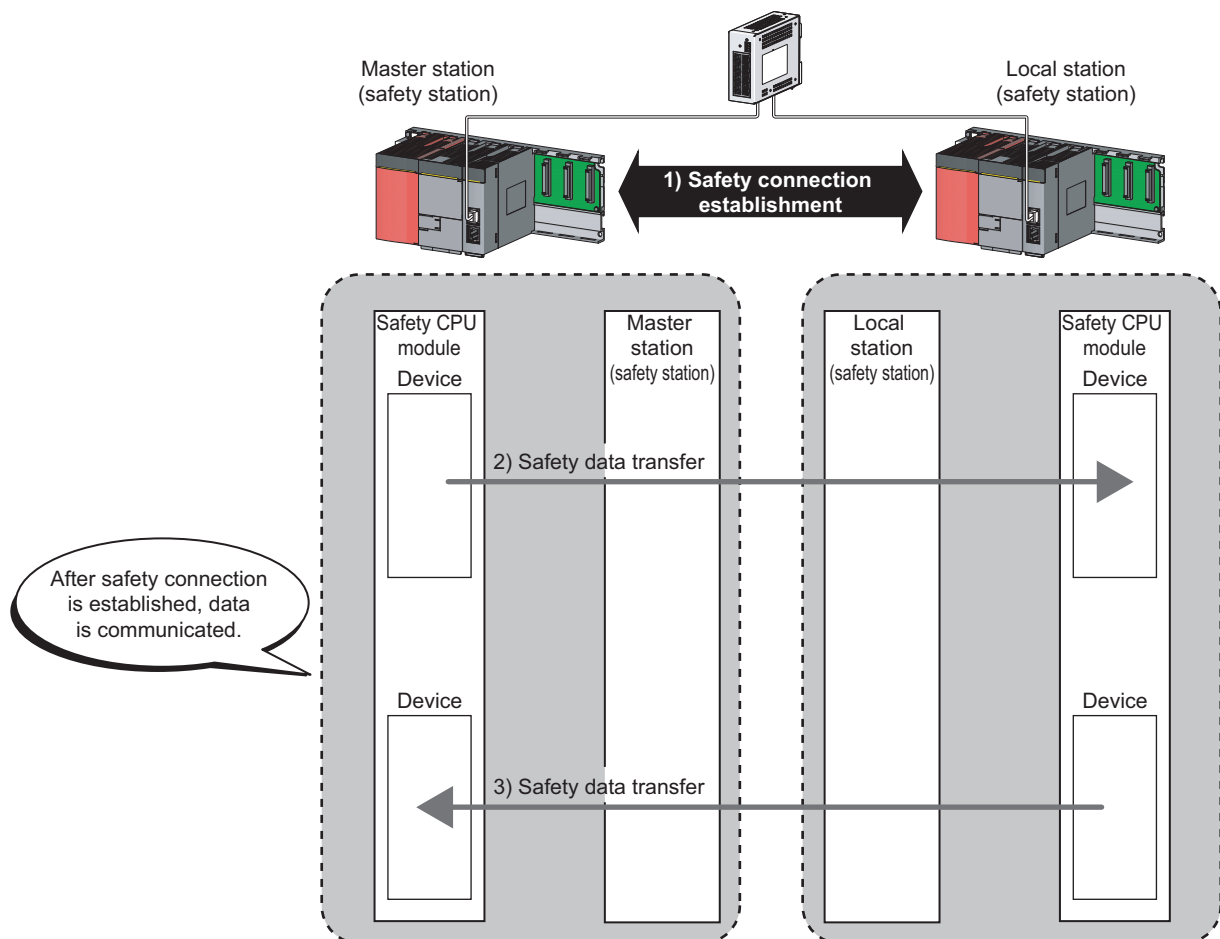 Master station
(safety station)
Local station
(safety station)
1) Safety connection
establishment
Safety CPU
module
Device
Master
station
(safety station)
Local
station
(safety station)
Safety CPU
module
Device
2) Safety data transfer
After safety connection
is established, data
is communicated.
Device
Device
3) Safety data transfer